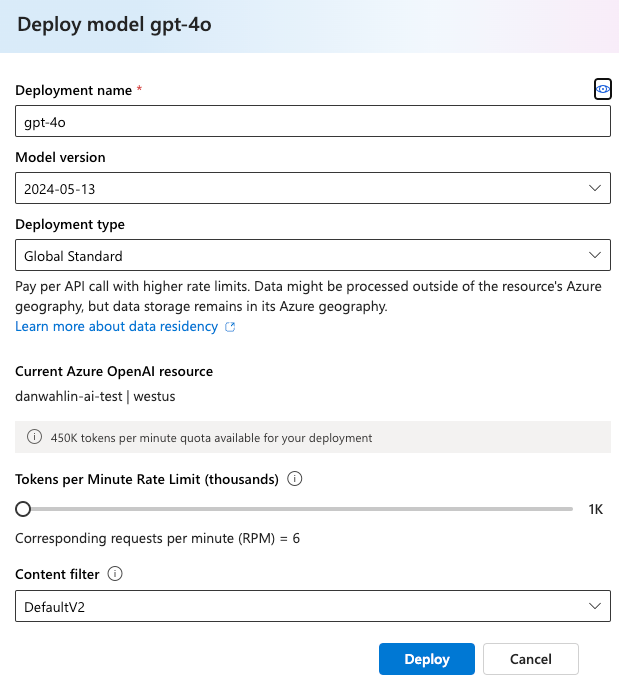 Deploy model gpt-4o
Deployment name *
gpt-4o
Model version
2024-05-13
Deployment type
Global Standard
Pay per API call with higher rate limits. Data might be processed outside of the resource's Azure
geography, but data storage remains in its Azure geography.
Learn more about data residency
Current Azure OpenAI resource
danwahlin-ai-test | westus
450K tokens per minute quota available for your deployment
Tokens per Minute Rate Limit (thousands)
1K
Corresponding requests per minute (RPM) = 6
Content filter
DefaultV2
Deploy
Cancel